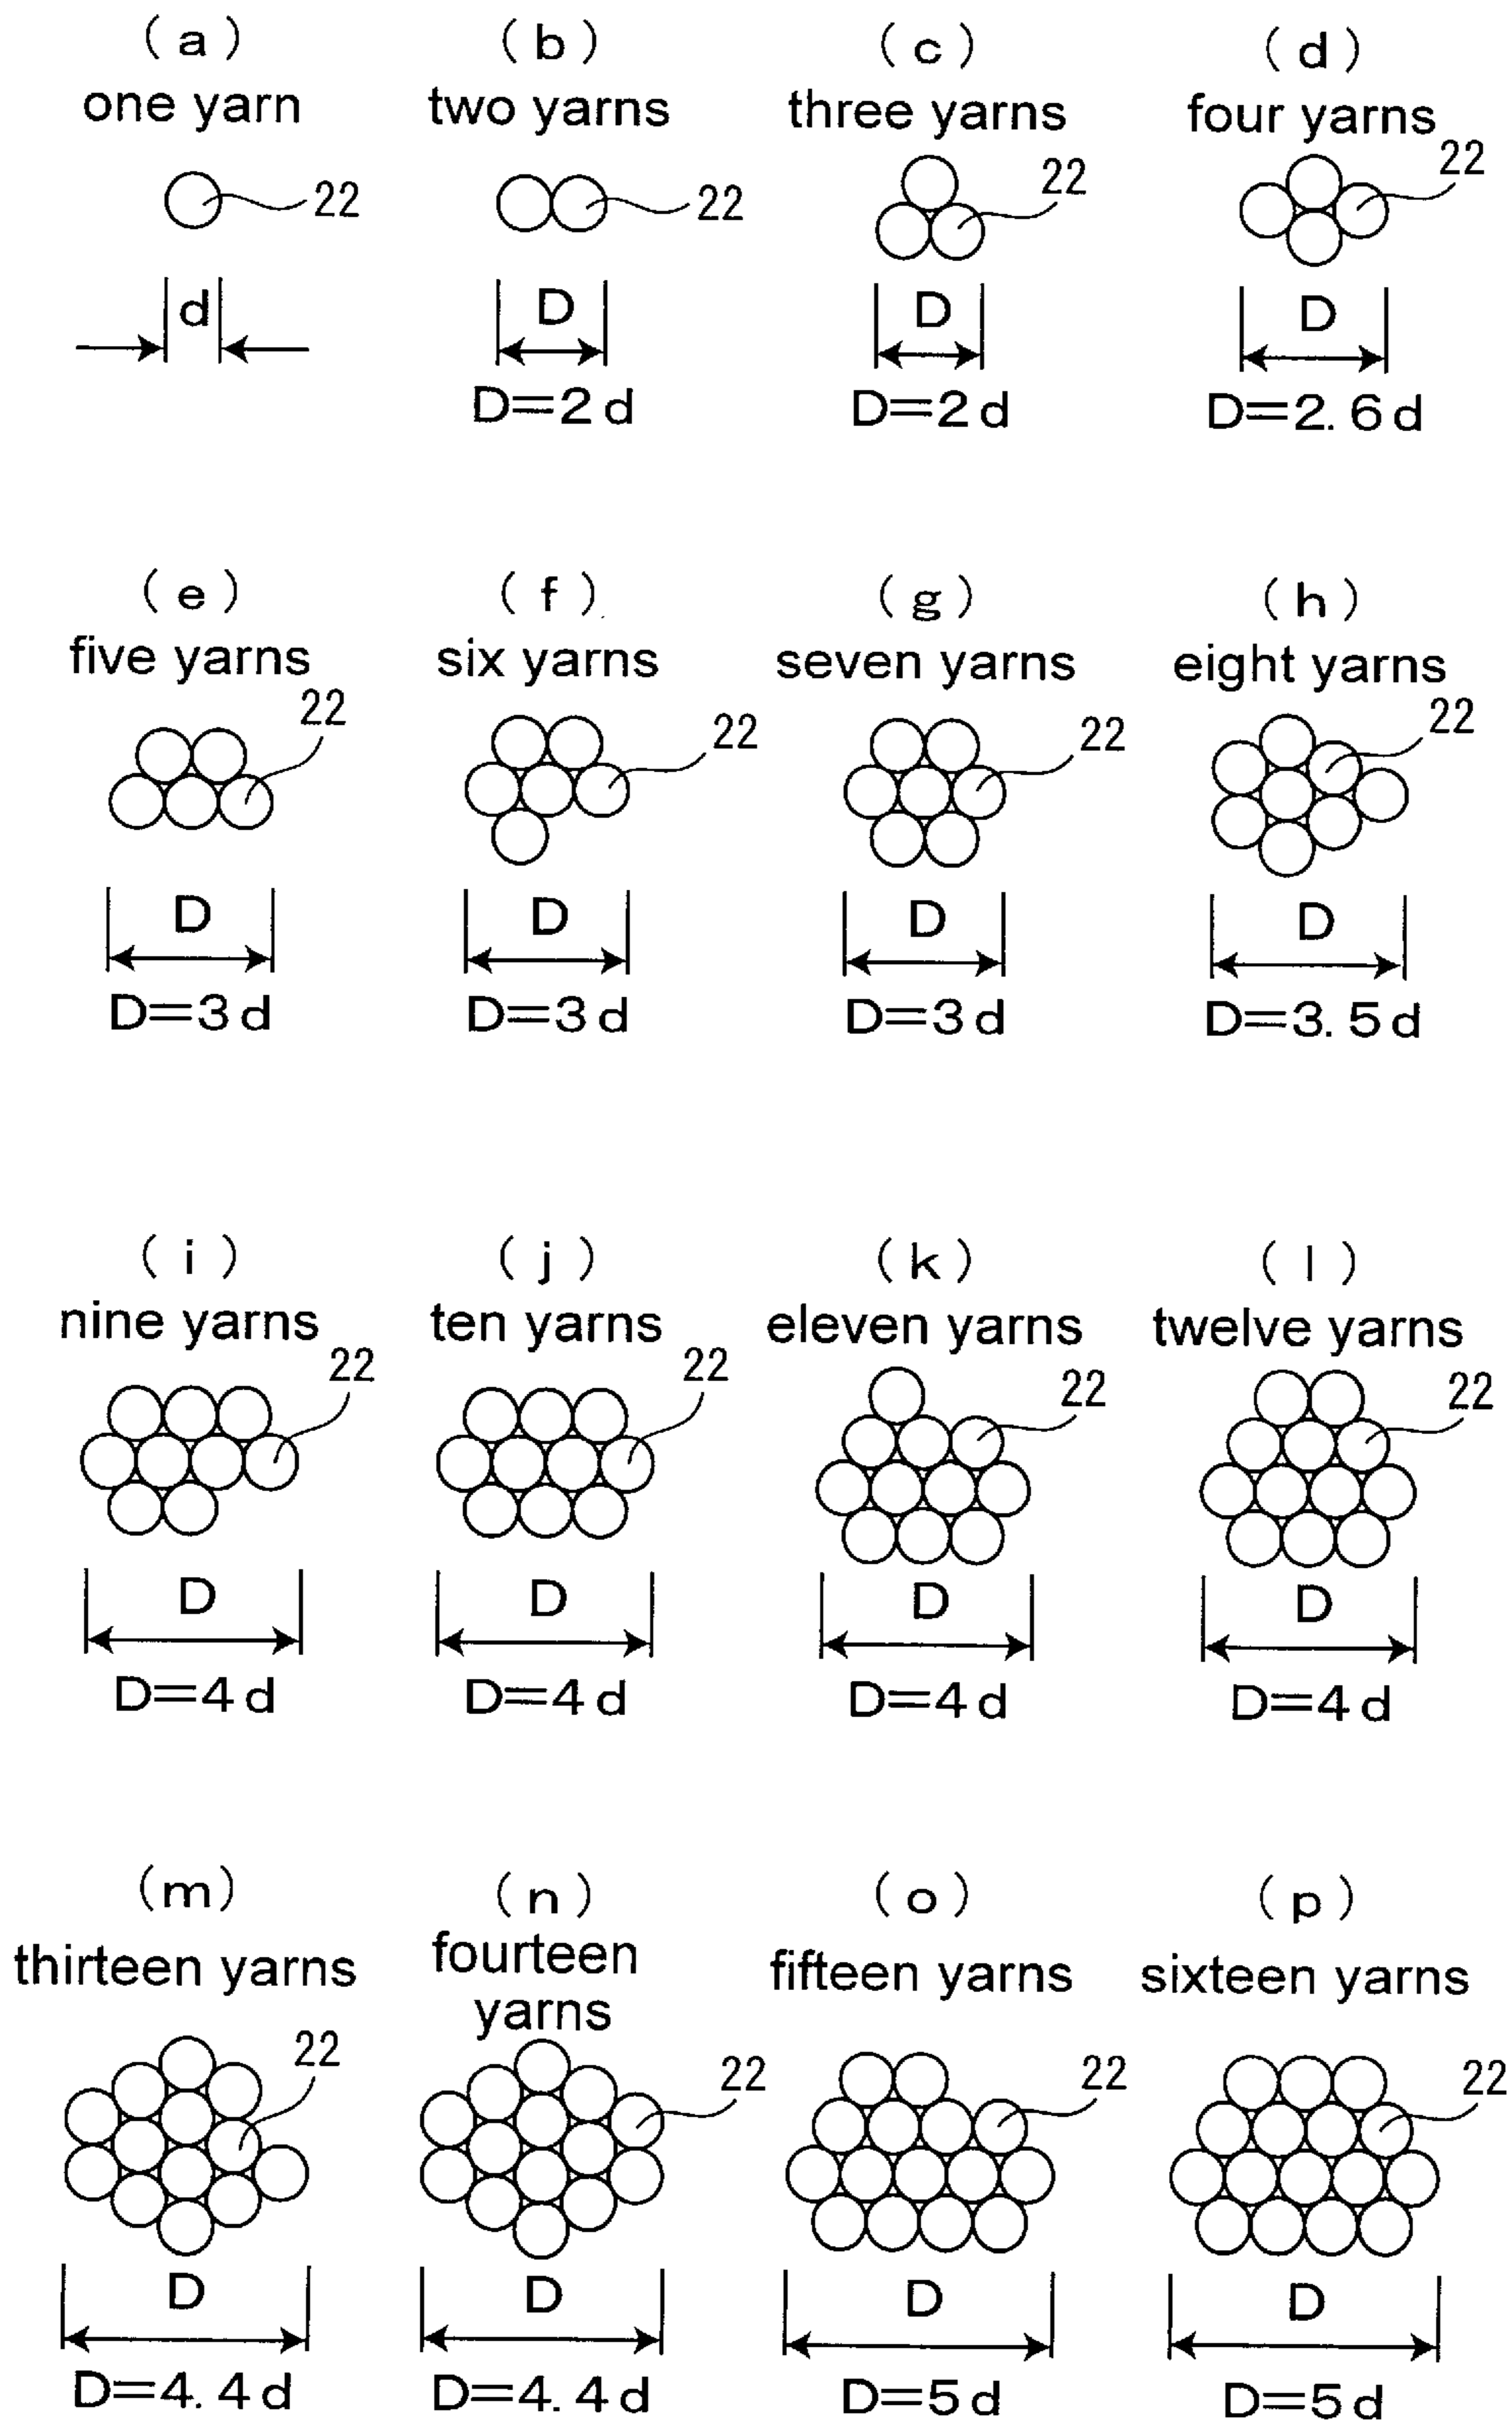 (a) (b) (c) (d)
one yarn two yarns three yarns four yarns
22 22 22 22
d D D D
D=2d D=2d D=2.6d
(e) (f) (g) (h)
five yarns six yarns seven yarns eight yarns
22 22 22 22
D D D D
D=3d D=3d D=3d D=3.5d
(i) (j) (k) (l)
nine yarns ten yarns eleven yarns twelve yarns
22 22 22 22
D D D D
D=4d D=4d D=4d D=4d
(m) (n) (o) (p)
thirteen yarns fourteen yarns fifteen yarns sixteen yarns
22 22 22 22
D D D D
D=4.4d D=4.4d D=5d D=5d